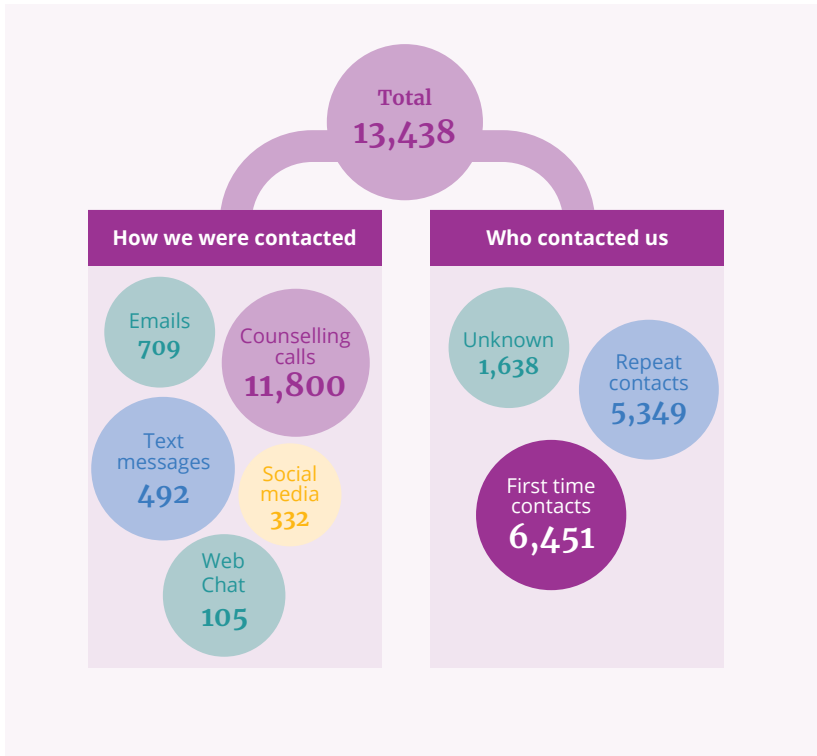 Total
13,438
How we were contacted
Emails
709
Counselling
calls
11,800
Text
messages
492
Social
media
332
Web
Chat
105
Who contacted us
Unknown
1,638
Repeat
contacts
5,349
First time
contacts
6,451